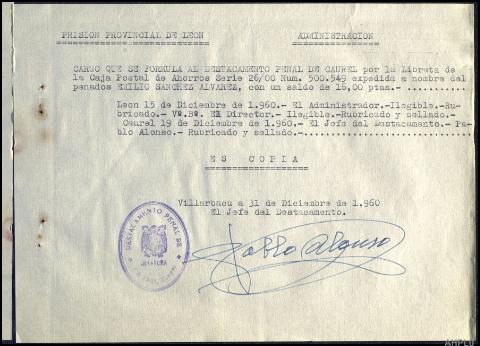 PRISION PROVINCIAL DE LEON ADMINISTRACION
CARGO QUE SE FORMULA AL DESTACAMENTO PENAL DE CAUREL por la Libreta de
la Caja Postal de Ahorros Serie 26/00 Num. 500.549 expedida a nombre del
penados EMILIO SANCHEZ ALVAREZ, con un saldo de 16,00 ptas.- ..........
Leon 15 de Diciembre de 1.960.- El Administrador.-Ilegible.-Ru-
bricado.- Vº.Bº. El Director.- Ilegible.-Rubricado y sellado.-
Caurel 19 de Diciembre de 1.960.- El Jefe del Destacamento.- Pa-
blo Alonso.- Rubricado y sellado.-..............................
ES COPIA
Villarbacu a 31 de Diciembre de 1.960
El Jefe del Destacamento.
DESTACAMENTO PENAL DE
JEFATURA
Pablo Alonso
AHPLU